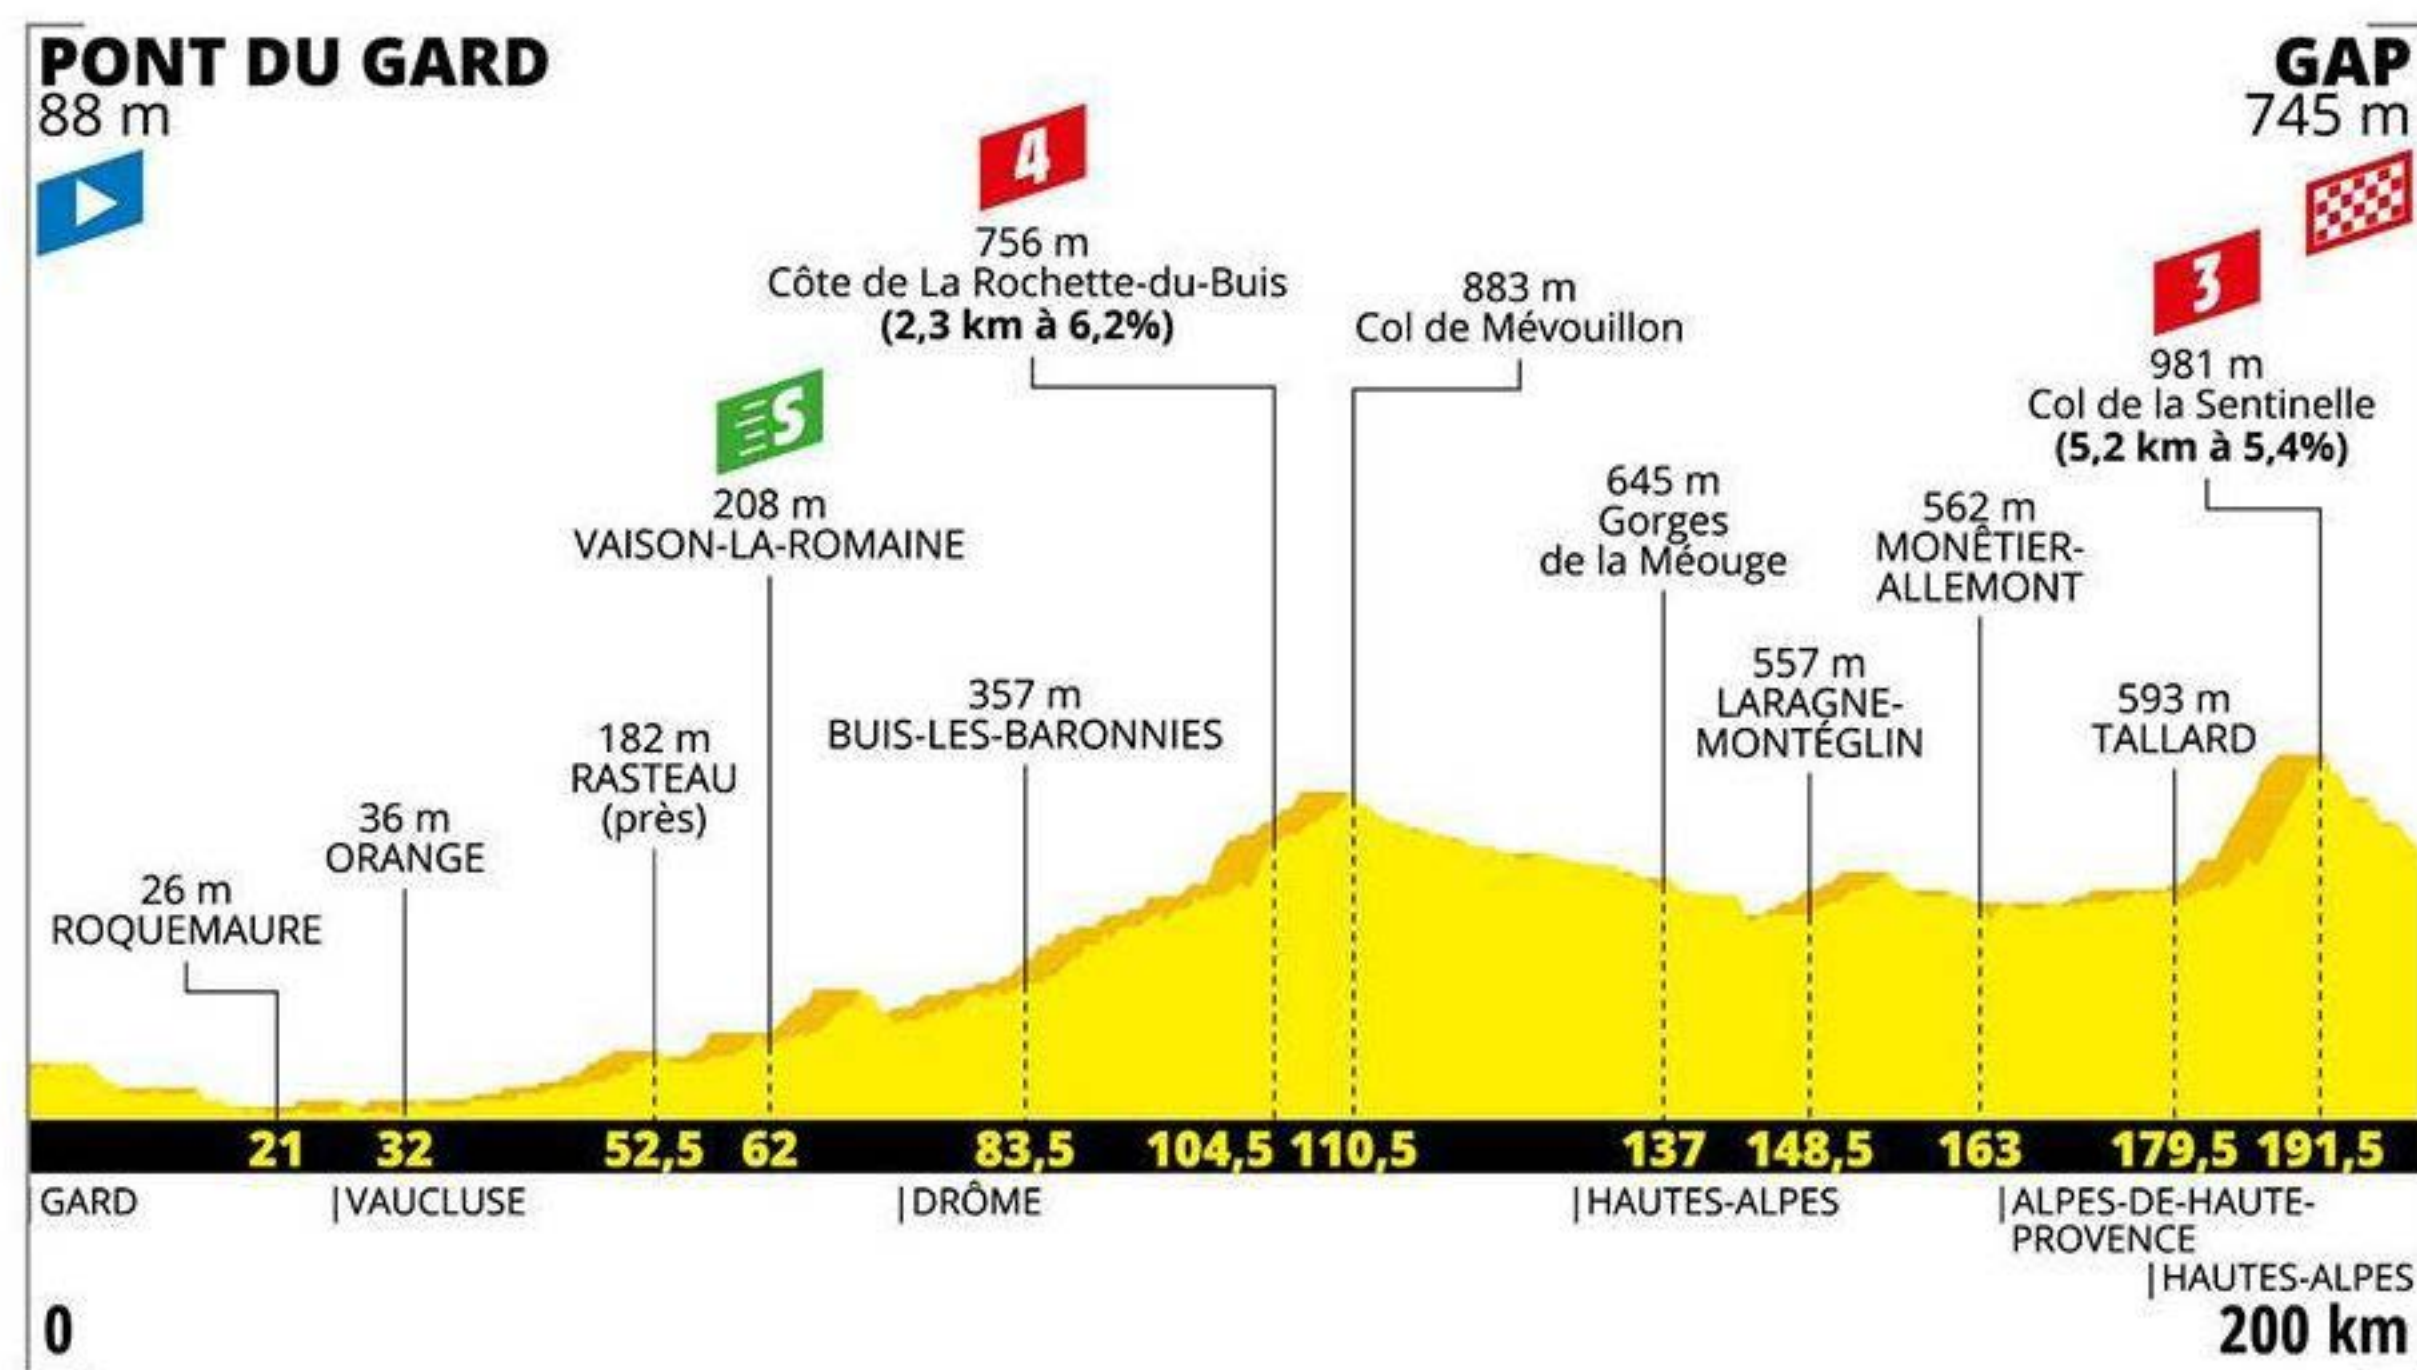 PONT DU GARD
88 m
GAP
745 m
4
756 m
Côte de La Rochette-du-Buis
(2,3 km à 6,2%)
883 m
Col de Mévouillon
3
981 m
Col de la Sentinelle
(5,2 km à 5,4%)
S
208 m
VAISON-LA-ROMAINE
645 m
Gorges
de la Méouge
562 m
MONÊTIER-
ALLEMONT
357 m
BUIS-LES-BARONNIES
557 m
LARAGNE-
MONTÉGLIN
593 m
TALLARD
182 m
RASTEAU
(près)
36 m
ORANGE
26 m
ROQUEMAURE
21 32 52,5 62 83,5 104,5 110,5 137 148,5 163 179,5 191,5
|GARD |VAUCLUSE |DRÔME |HAUTES-ALPES |ALPES-DE-HAUTE-
PROVENCE
|HAUTES-ALPES
0 200 km